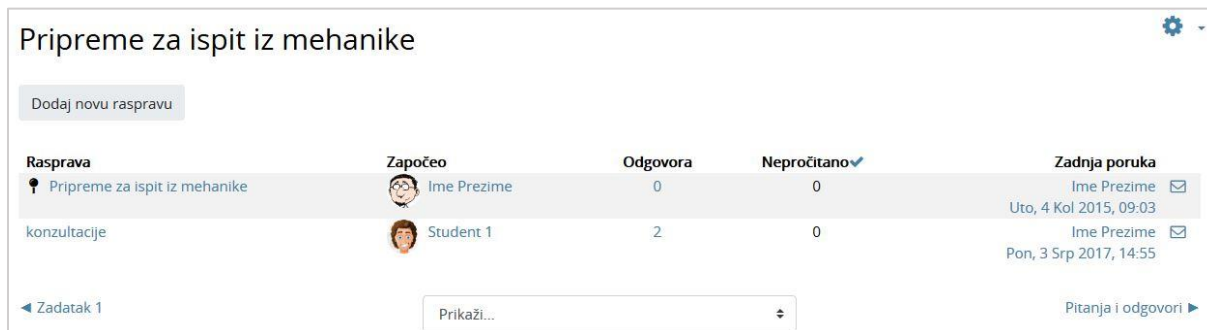 Pripreme za ispit iz mehanike
Dodaj novu raspravu
Rasprava Započeo Odgovora Nepročitano Zadnja poruka
Pripreme za ispit iz mehanike Ime Prezime 0 0 Ime Prezime
Uto, 4 Kol 2015, 09:03
konzultacije Student 1 2 0 Ime Prezime
Pon, 3 Srp 2017, 14:55
◄ Zadatak 1 Prikaži... Pitanja i odgovori ►